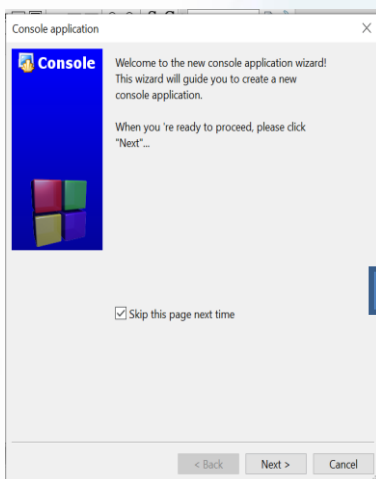 Console application
Console
Welcome to the new console application wizard!
This wizard will guide you to create a new
console application.
When you 're ready to proceed, please click
"Next"...
Skip this page next time
< Back
Next >
Cancel